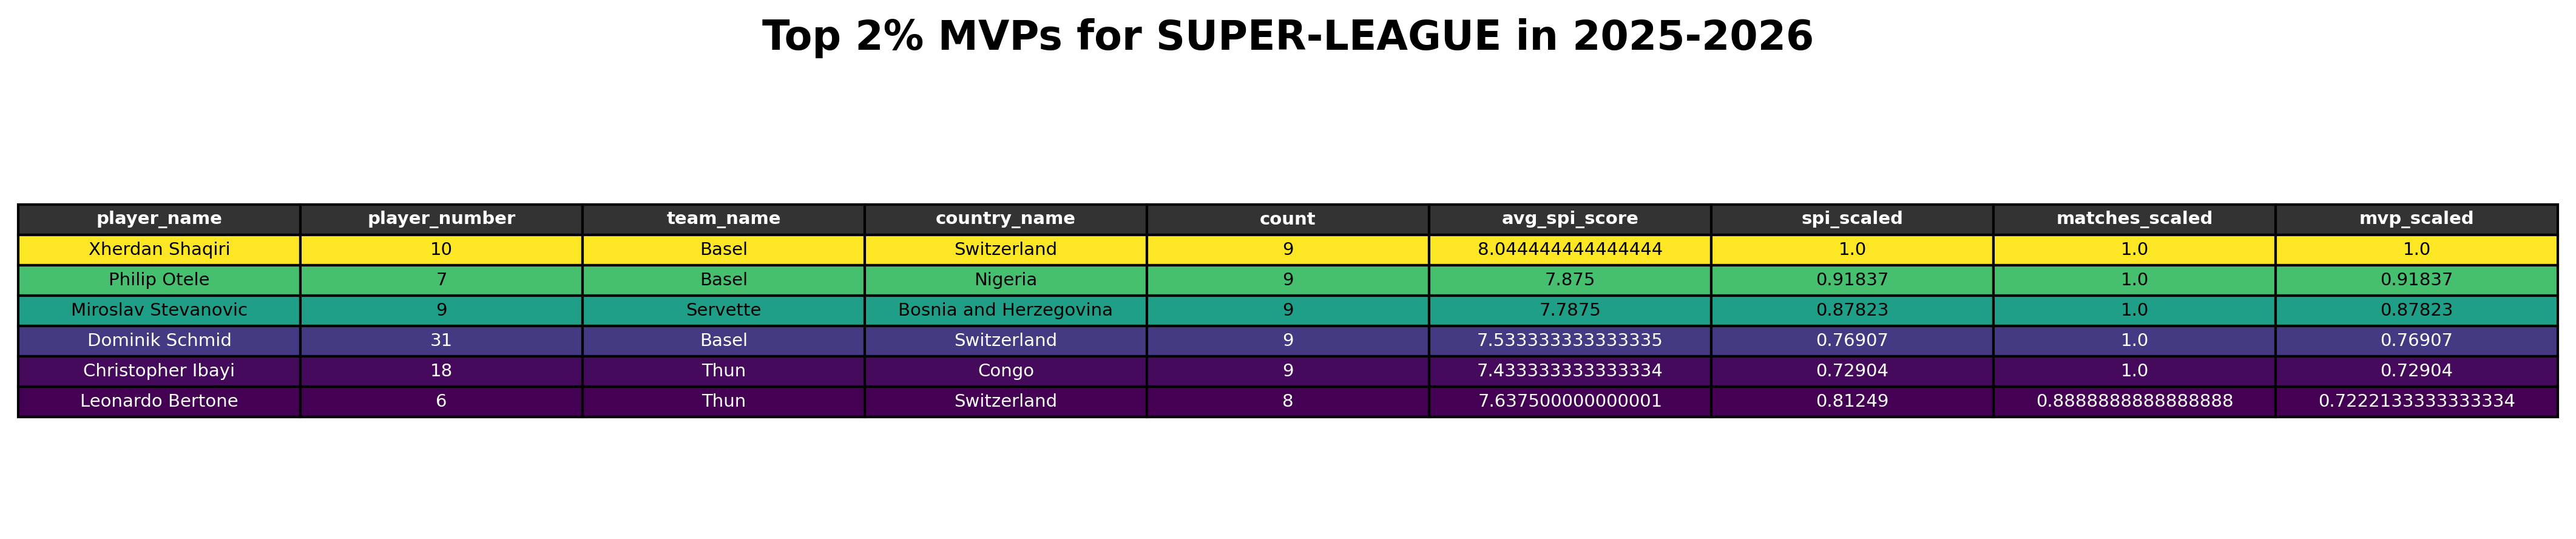 Top 2% MVPs for SUPER-LEAGUE in 2025-2026
player_name player_number team_name country_name count avg_spi_score spi_scaled matches_scaled mvp_scaled
Xherdan Shaqiri 10 Basel Switzerland 9 8.044444444444444 1.0 1.0 1.0
Philip Otele 7 Basel Nigeria 9 7.875 0.91837 1.0 0.91837
Miroslav Stevanovic 9 Servette Bosnia and Herzegovina 9 7.7875 0.87823 1.0 0.87823
Dominik Schmid 31 Basel Switzerland 9 7.533333333333335 0.76907 1.0 0.76907
Christopher Ibayi 18 Thun Congo 9 7.433333333333334 0.72904 1.0 0.72904
Leonardo Bertone 6 Thun Switzerland 8 7.637500000000001 0.81249 0.8888888888888888 0.7222133333333334